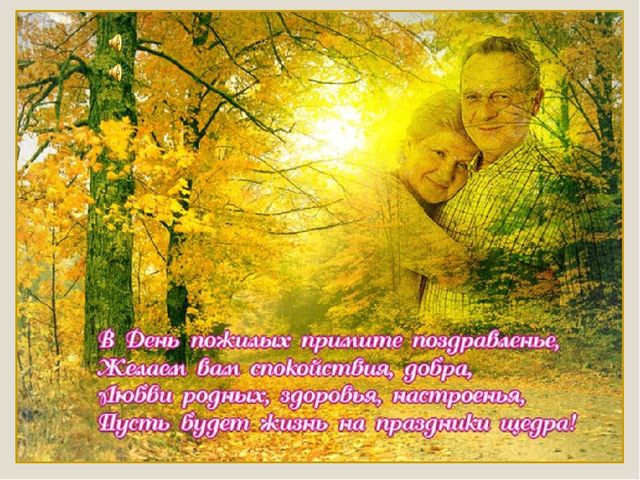 В День пожилых примите поздравленье,
Желаем вам спокойствия, добра,
Любви родных, здоровья, настроенья,
Пусть будет жизнь на праздники щедра!